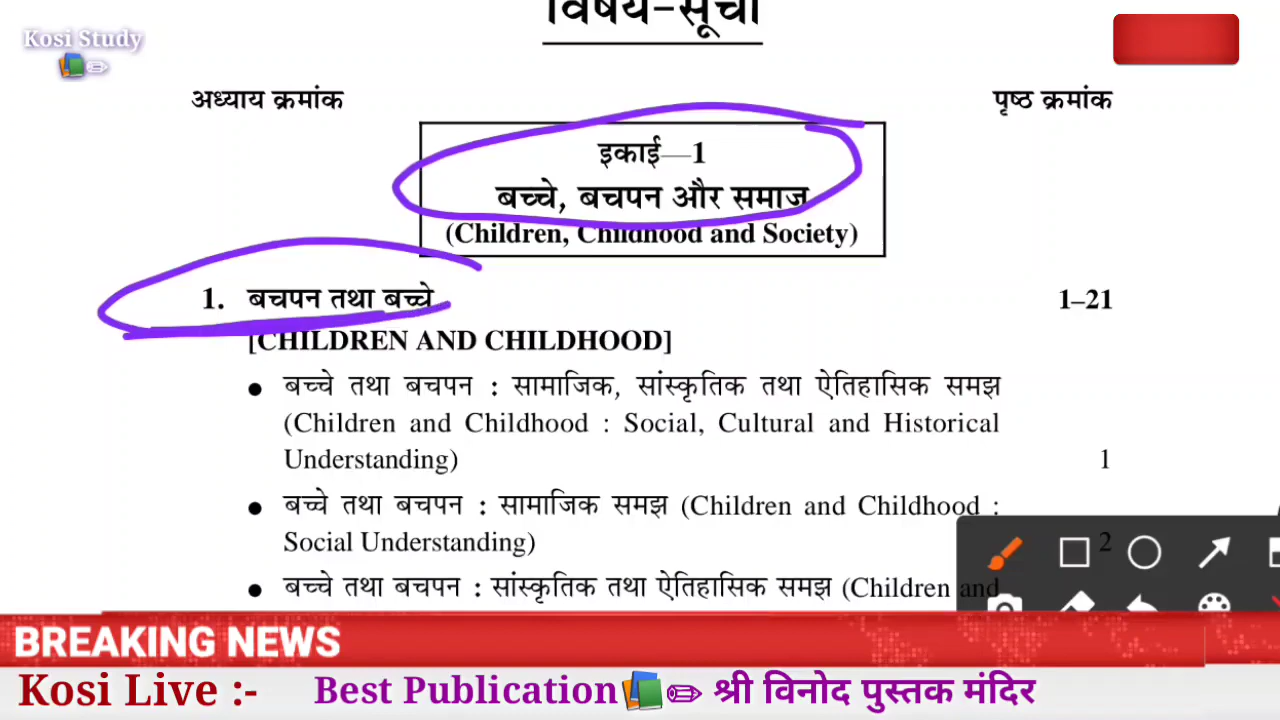 विषय-सूची
Kosi Study
अध्याय क्रमांक पृष्ठ क्रमांक
इकाई—1
बच्चे, बचपन और समाज
(Children, Childhood and Society)
1. बचपन तथा बच्चे 1–21
[CHILDREN AND CHILDHOOD]
● बच्चे तथा बचपन : सामाजिक, सांस्कृतिक तथा ऐतिहासिक समझ
(Children and Childhood : Social, Cultural and Historical
Understanding) 1
● बच्चे तथा बचपन : सामाजिक समझ (Children and Childhood :
Social Understanding) 2
● बच्चे तथा बचपन : सांस्कृतिक तथा ऐतिहासिक समझ (Children and
BREAKING NEWS
Kosi Live :- Best Publication📚✏ श्री विनोद पुस्तक मंदिर